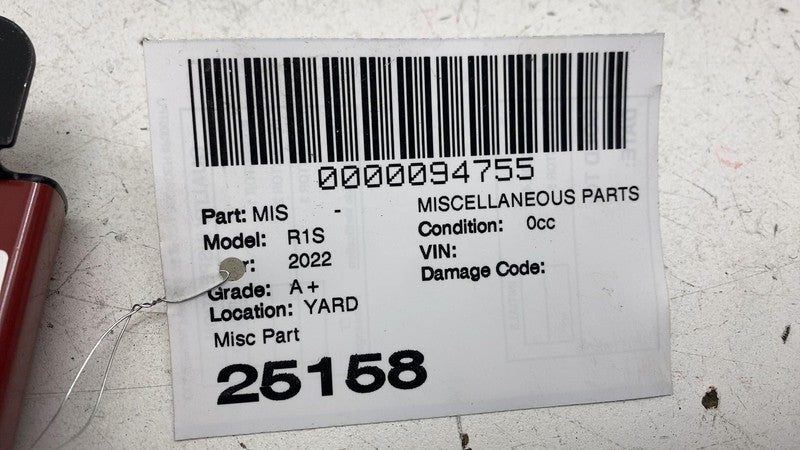 0000094755
Part: MIS - MISCELLANEOUS PARTS
Model: R1S Condition: 0cc
r: 2022 VIN:
Grade: A+ Damage Code:
Location: YARD
Misc Part
25158